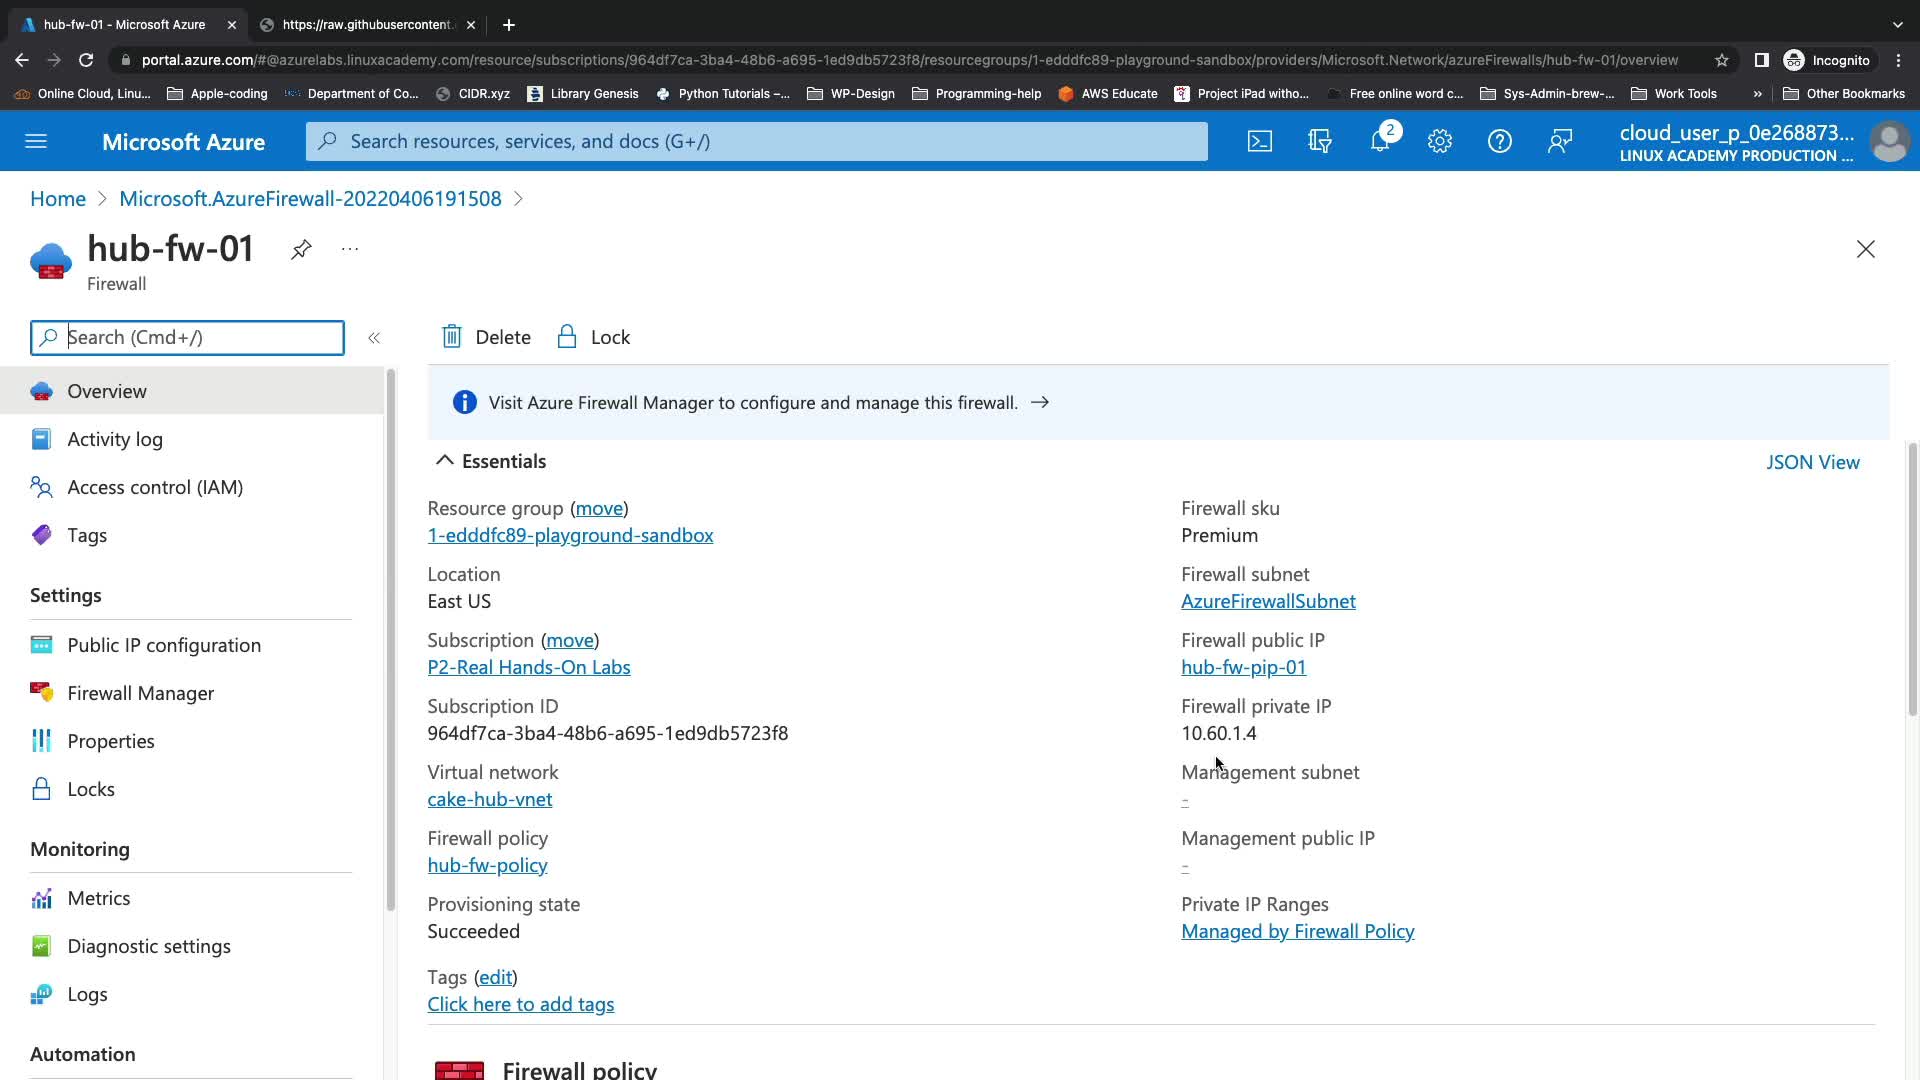 hub-fw-01 - Microsoft Azure
https://raw.githubusercontent.
portal.azure.com/#@azurelabs.linuxacademy.com/resource/subscriptions/964df7ca-3ba4-48b6-a695-1ed9db5723f8/resourcegroups/1-edddfc89-playground-sandbox/providers/Microsoft.Network/azureFirewalls/hub-fw-01/overview
Incognito
Online Cloud, Linu...
Apple-coding
Department of Co...
CIDR.xyz
Library Genesis
Python Tutorials –...
WP-Design
Programming-help
AWS Educate
Project iPad witho...
Free online word c...
Sys-Admin-brew-...
Work Tools
»
Other Bookmarks
Microsoft Azure
Search resources, services, and docs (G+/)
2
cloud_user_p_0e268873...
LINUX ACADEMY PRODUCTION ...
Home > Microsoft.AzureFirewall-20220406191508 >
hub-fw-01
...
Firewall
Search (Cmd+/)
«
Delete
Lock
Overview
Activity log
Access control (IAM)
Tags
Settings
Public IP configuration
Firewall Manager
Properties
Locks
Monitoring
Metrics
Diagnostic settings
Logs
Automation
Visit Azure Firewall Manager to configure and manage this firewall. →
Essentials
JSON View
Resource group (move)
1-edddfc89-playground-sandbox
Location
East US
Subscription (move)
P2-Real Hands-On Labs
Subscription ID
964df7ca-3ba4-48b6-a695-1ed9db5723f8
Virtual network
cake-hub-vnet
Firewall policy
hub-fw-policy
Provisioning state
Succeeded
Firewall sku
Premium
Firewall subnet
AzureFirewallSubnet
Firewall public IP
hub-fw-pip-01
Firewall private IP
10.60.1.4
Management subnet
-
Management public IP
-
Private IP Ranges
Managed by Firewall Policy
Tags (edit)
Click here to add tags
Firewall policy